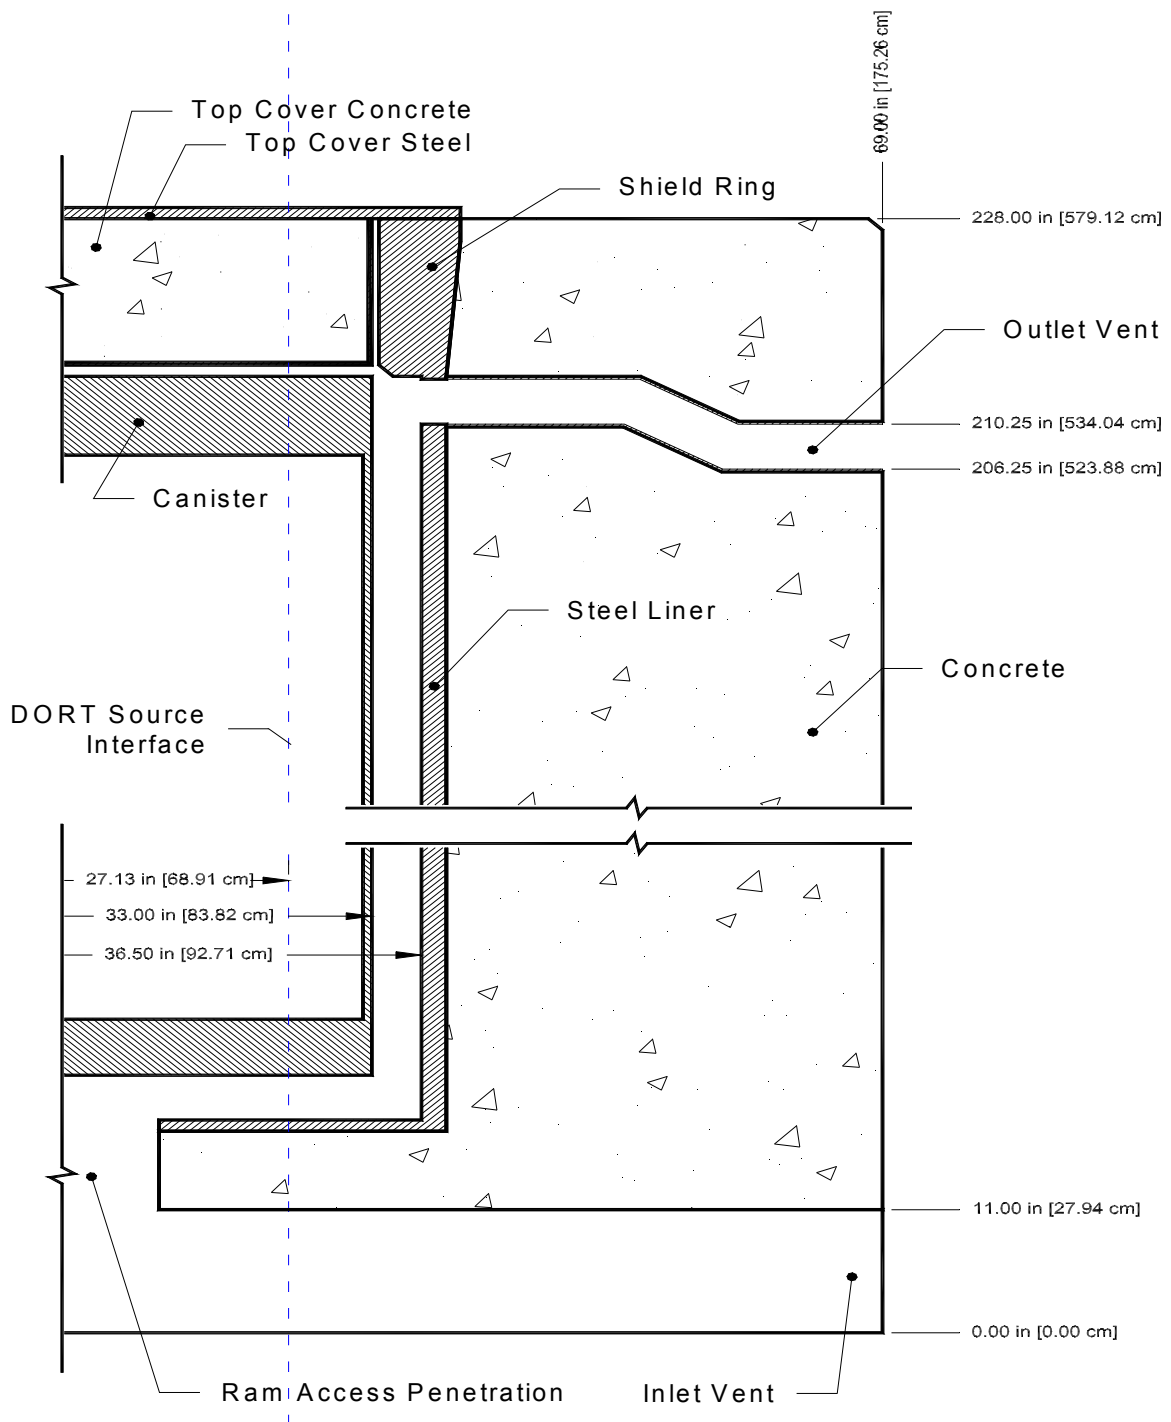 69.00 in [175.26 cm]
Top Cover Concrete
Top Cover Steel
Shield Ring
228.00 in [579.12 cm]
Outlet Vent
210.25 in [534.04 cm]
206.25 in [523.88 cm]
Canister
Steel Liner
Concrete
DORT Source
Interface
27.13 in [68.91 cm]
33.00 in [83.82 cm]
36.50 in [92.71 cm]
11.00 in [27.94 cm]
0.00 in [0.00 cm]
Ram Access Penetration
Inlet Vent